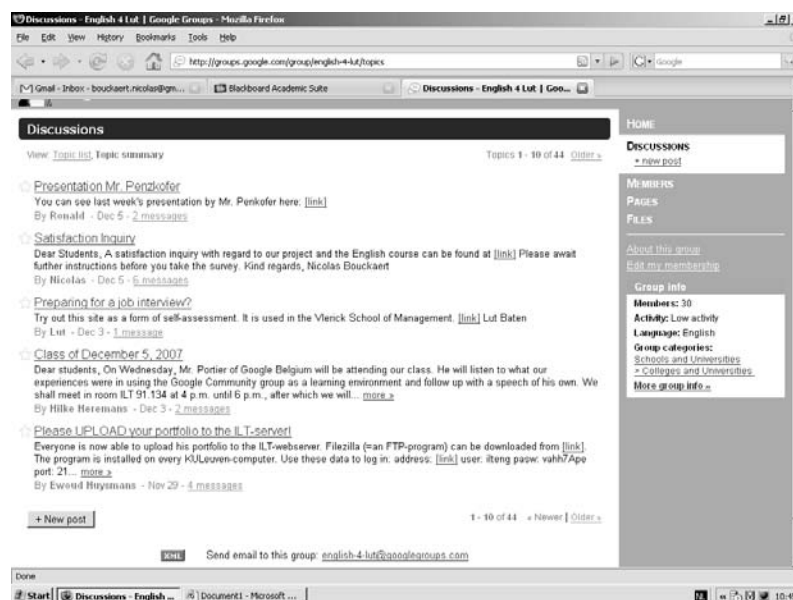 Discussions - English 4 Lut | Google Groups - Mozilla Firefox
File Edit View History Bookmarks Tools Help
http://groups.google.com/group/english-4-lut/topics
Google
Gmail - Inbox - bouckaert.nicolas@gm...
Blackboard Academic Suite
Discussions - English 4 Lut | Goo...
Discussions
View: Topic list, Topic summary
Topics 1 - 10 of 44 Older »
Presentation Mr. Penzkofer
You can see last week's presentation by Mr. Penkofer here: [link]
By Ronald - Dec 5 - 2 messages
Satisfaction Inquiry
Dear Students, A satisfaction inquiry with regard to our project and the English course can be found at [link] Please await
further instructions before you take the survey. Kind regards, Nicolas Bouckaert
By Nicolas - Dec 5 - 6 messages
Preparing for a job interview?
Try out this site as a form of self-assessment. It is used in the Vlerick School of Management. [link] Lut Baten
By Lut - Dec 3 - 1 message
Class of December 5, 2007
Dear students, On Wednesday, Mr. Portier of Google Belgium will be attending our class. He will listen to what our
experiences were in using the Google Community group as a learning environment and follow up with a speech of his own. We
shall meet in room ILT 91.134 at 4 p.m. until 6 p.m., after which we will... more »
By Hilke Heremans - Dec 3 - 2 messages
Please UPLOAD your portfolio to the ILT-server!
Everyone is now able to upload his portfolio to the ILT-webserver. Filezilla (=an FTP-program) can be downloaded from [link].
The program is installed on every KULeuven-computer. Use these data to log in: address: [link] user: ilteng pasw: vahh7Ape
port: 21... more »
By Ewoud Huysmans - Nov 29 - 4 messages
+ New post
1 - 10 of 44 « Newer | Older »
XML Send email to this group: english-4-lut@googlegroups.com
Home
Discussions
+ new post
Members
Pages
Files
About this group
Edit my membership
Group info
Members: 30
Activity: Low activity
Language: English
Group categories:
Schools and Universities
> Colleges and Universities
More group info »
Done
Start
Discussions - English ...
Document1 - Microsoft ...
NL